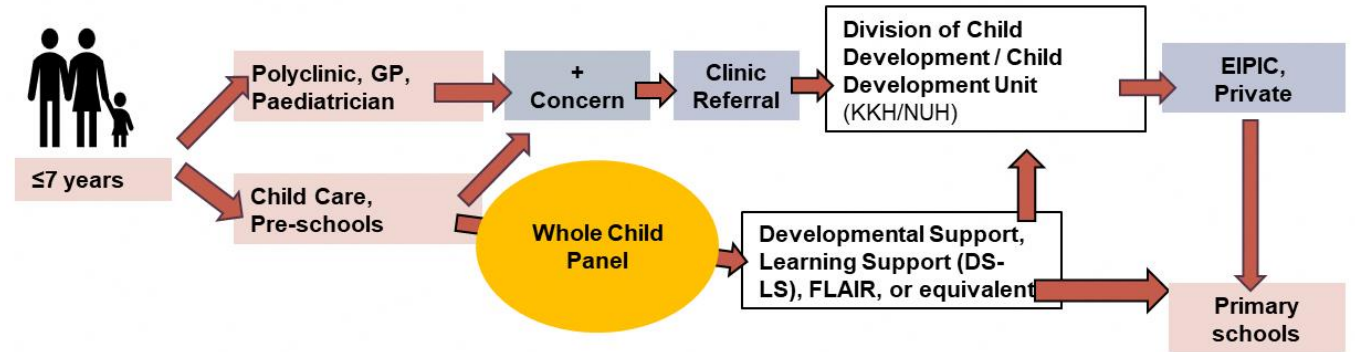 ≤7 years
Polyclinic, GP,
Paediatrician
Child Care,
Pre-schools
+
Concern
Clinic
Referral
Division of Child
Development / Child
Development Unit
(KKH/NUH)
EIPIC,
Private
Whole Child
Panel
Developmental Support,
Learning Support (DS-
LS), FLAIR, or equivalent
Primary
schools